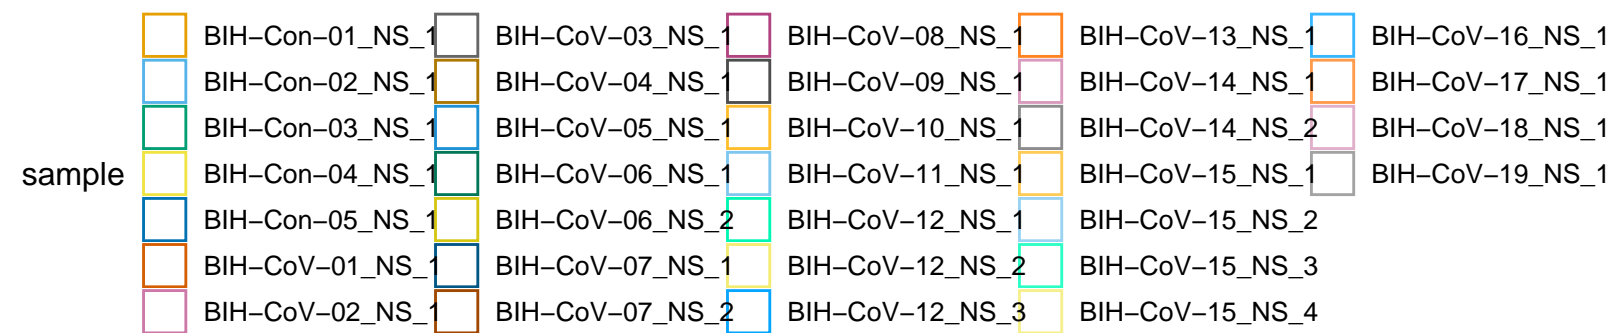 BIH−Con−01_NS_1 BIH−CoV−03_NS_1 BIH−CoV−08_NS_1 BIH−CoV−13_NS_1 BIH−CoV−16_NS_1
BIH−Con−02_NS_1 BIH−CoV−04_NS_1 BIH−CoV−09_NS_1 BIH−CoV−14_NS_1 BIH−CoV−17_NS_1
BIH−Con−03_NS_1 BIH−CoV−05_NS_1 BIH−CoV−10_NS_1 BIH−CoV−14_NS_2 BIH−CoV−18_NS_1
sample BIH−Con−04_NS_1 BIH−CoV−06_NS_1 BIH−CoV−11_NS_1 BIH−CoV−15_NS_1 BIH−CoV−19_NS_1
BIH−Con−05_NS_1 BIH−CoV−06_NS_2 BIH−CoV−12_NS_1 BIH−CoV−15_NS_2
BIH−CoV−01_NS_1 BIH−CoV−07_NS_1 BIH−CoV−12_NS_2 BIH−CoV−15_NS_3
BIH−CoV−02_NS_1 BIH−CoV−07_NS_2 BIH−CoV−12_NS_3 BIH−CoV−15_NS_4